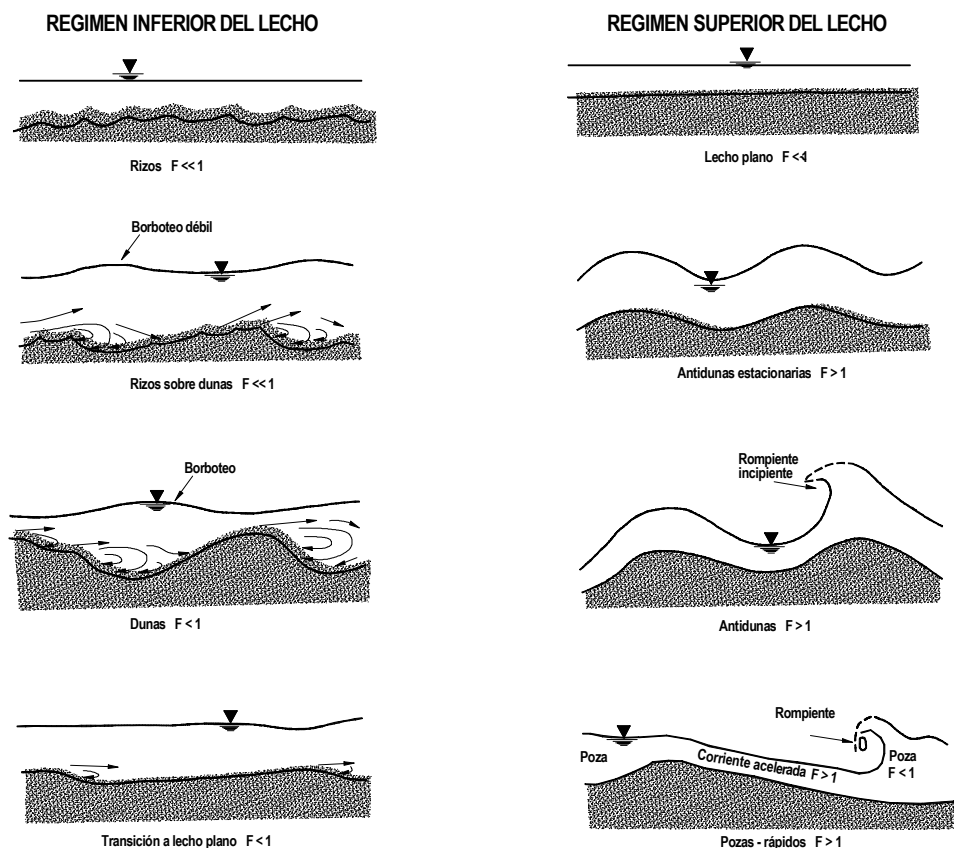 REGIMEN INFERIOR DEL LECHO
Rizos F << 1
Borboteo débil
Rizos sobre dunas F << 1
Borboteo
Dunas F < 1
Transición a lecho plano F < 1
REGIMEN SUPERIOR DEL LECHO
Lecho plano F <<1
Antidunas estacionarias F > 1
Rompiente
incipiente
Antidunas F > 1
Rompiente
Poza
Corriente acelerada F > 1
Poza
F < 1
Pozas - rápidos F > 1